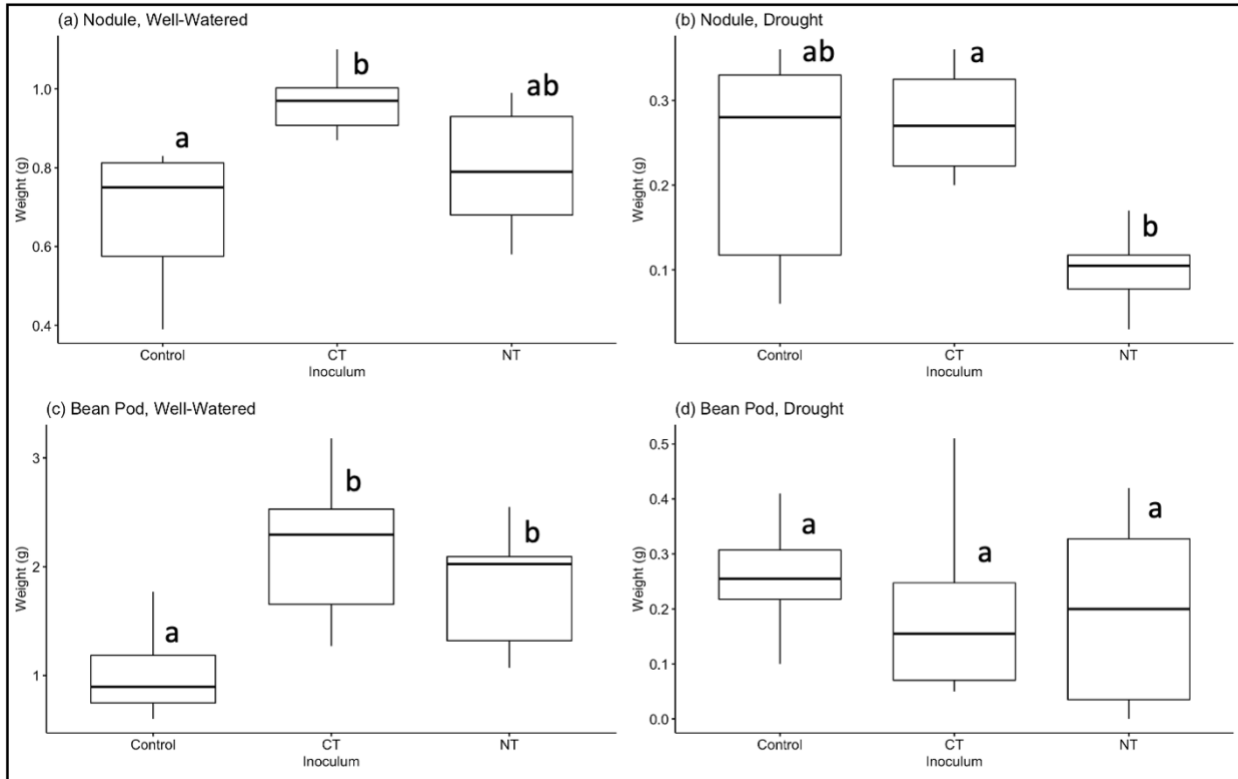 (a) Nodule, Well-Watered
Weight (g)
1.0
0.8
0.6
0.4
a
b
ab
Control
CT
NT
Inoculum
(b) Nodule, Drought
Weight (g)
0.3
0.2
0.1
ab
a
b
Control
CT
NT
Inoculum
(c) Bean Pod, Well-Watered
Weight (g)
3
2
1
a
b
b
Control
CT
NT
Inoculum
(d) Bean Pod, Drought
Weight (g)
0.5
0.4
0.3
0.2
0.1
0.0
a
a
a
Control
CT
NT
Inoculum